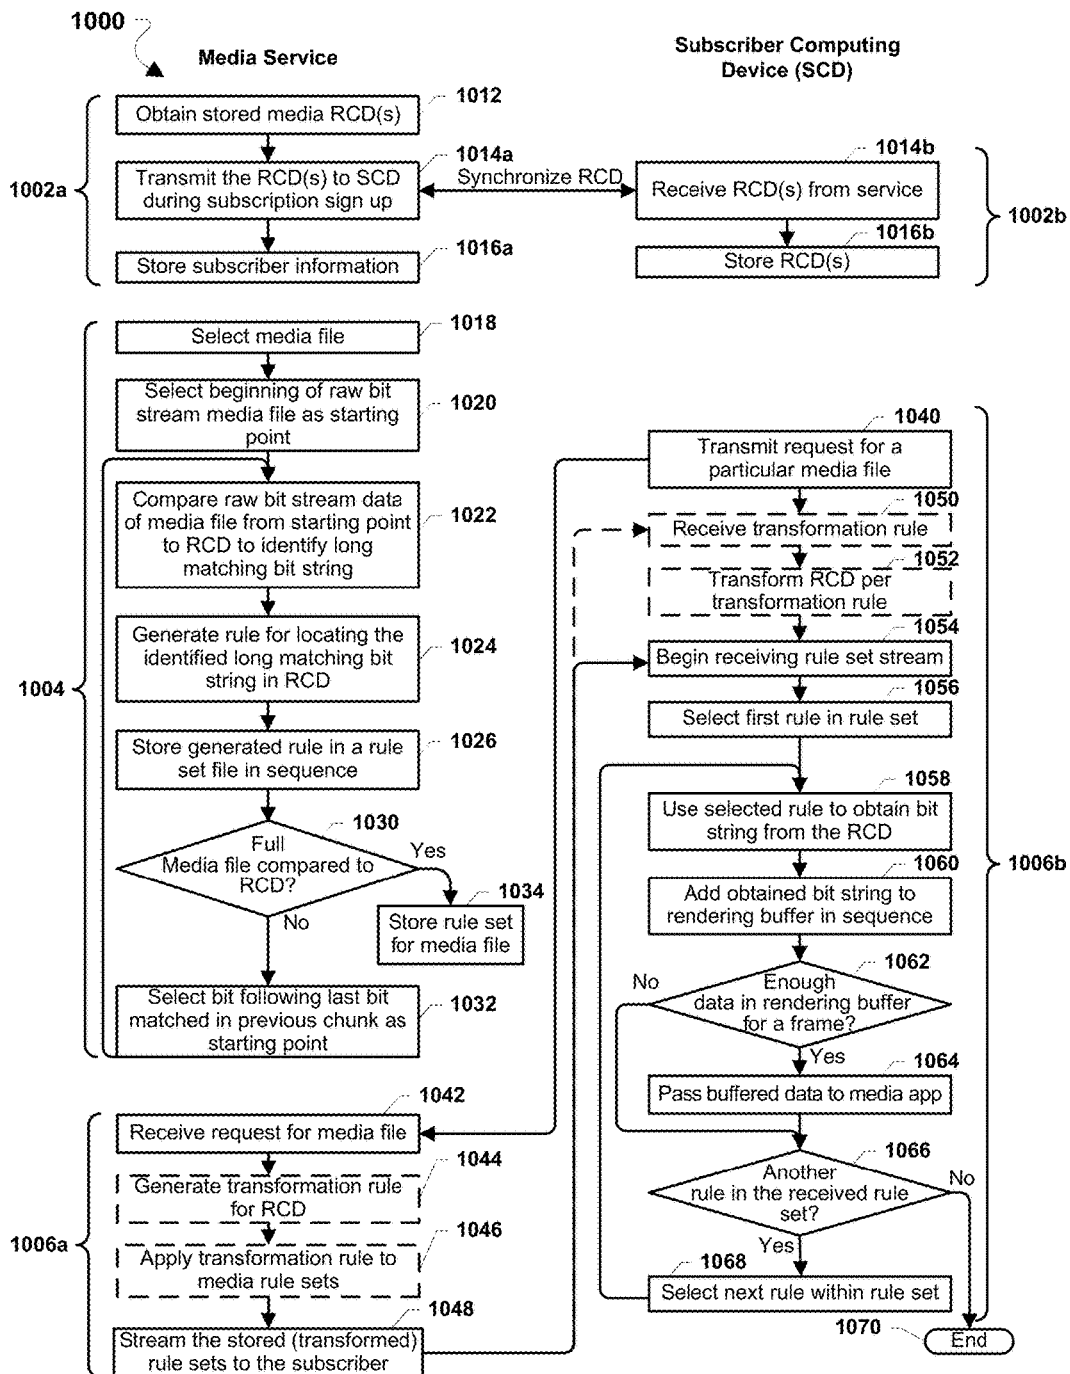 1000
Media Service
Subscriber Computing
Device (SCD)
1002a
1012
Obtain stored media RCD(s)
1014a
Transmit the RCD(s) to SCD
during subscription sign up
Synchronize RCD
1016a
Store subscriber information
1014b
Receive RCD(s) from service
1016b
Store RCD(s)
1002b
1004
1018
Select media file
1020
Select beginning of raw bit
stream media file as starting
point
1022
Compare raw bit stream data
of media file from starting point
to RCD to identify long
matching bit string
1024
Generate rule for locating the
identified long matching bit
string in RCD
1026
Store generated rule in a rule
set file in sequence
1030
Full
Media file compared to
RCD?
Yes
No
1034
Store rule set
for media file
1032
Select bit following last bit
matched in previous chunk as
starting point
1006a
1042
Receive request for media file
1044
Generate transformation rule
for RCD
1046
Apply transformation rule to
media rule sets
1048
Stream the stored (transformed)
rule sets to the subscriber
1040
Transmit request for a
particular media file
1050
Receive transformation rule
1052
Transform RCD per
transformation rule
1054
Begin receiving rule set stream
1056
Select first rule in rule set
1058
Use selected rule to obtain bit
string from the RCD
1060
Add obtained bit string to
rendering buffer in sequence
1006b
1062
No
Enough
data in rendering buffer
for a frame?
Yes
1064
Pass buffered data to media app
1066
Another
rule in the received rule
set?
No
Yes
1068
Select next rule within rule set
1070
End